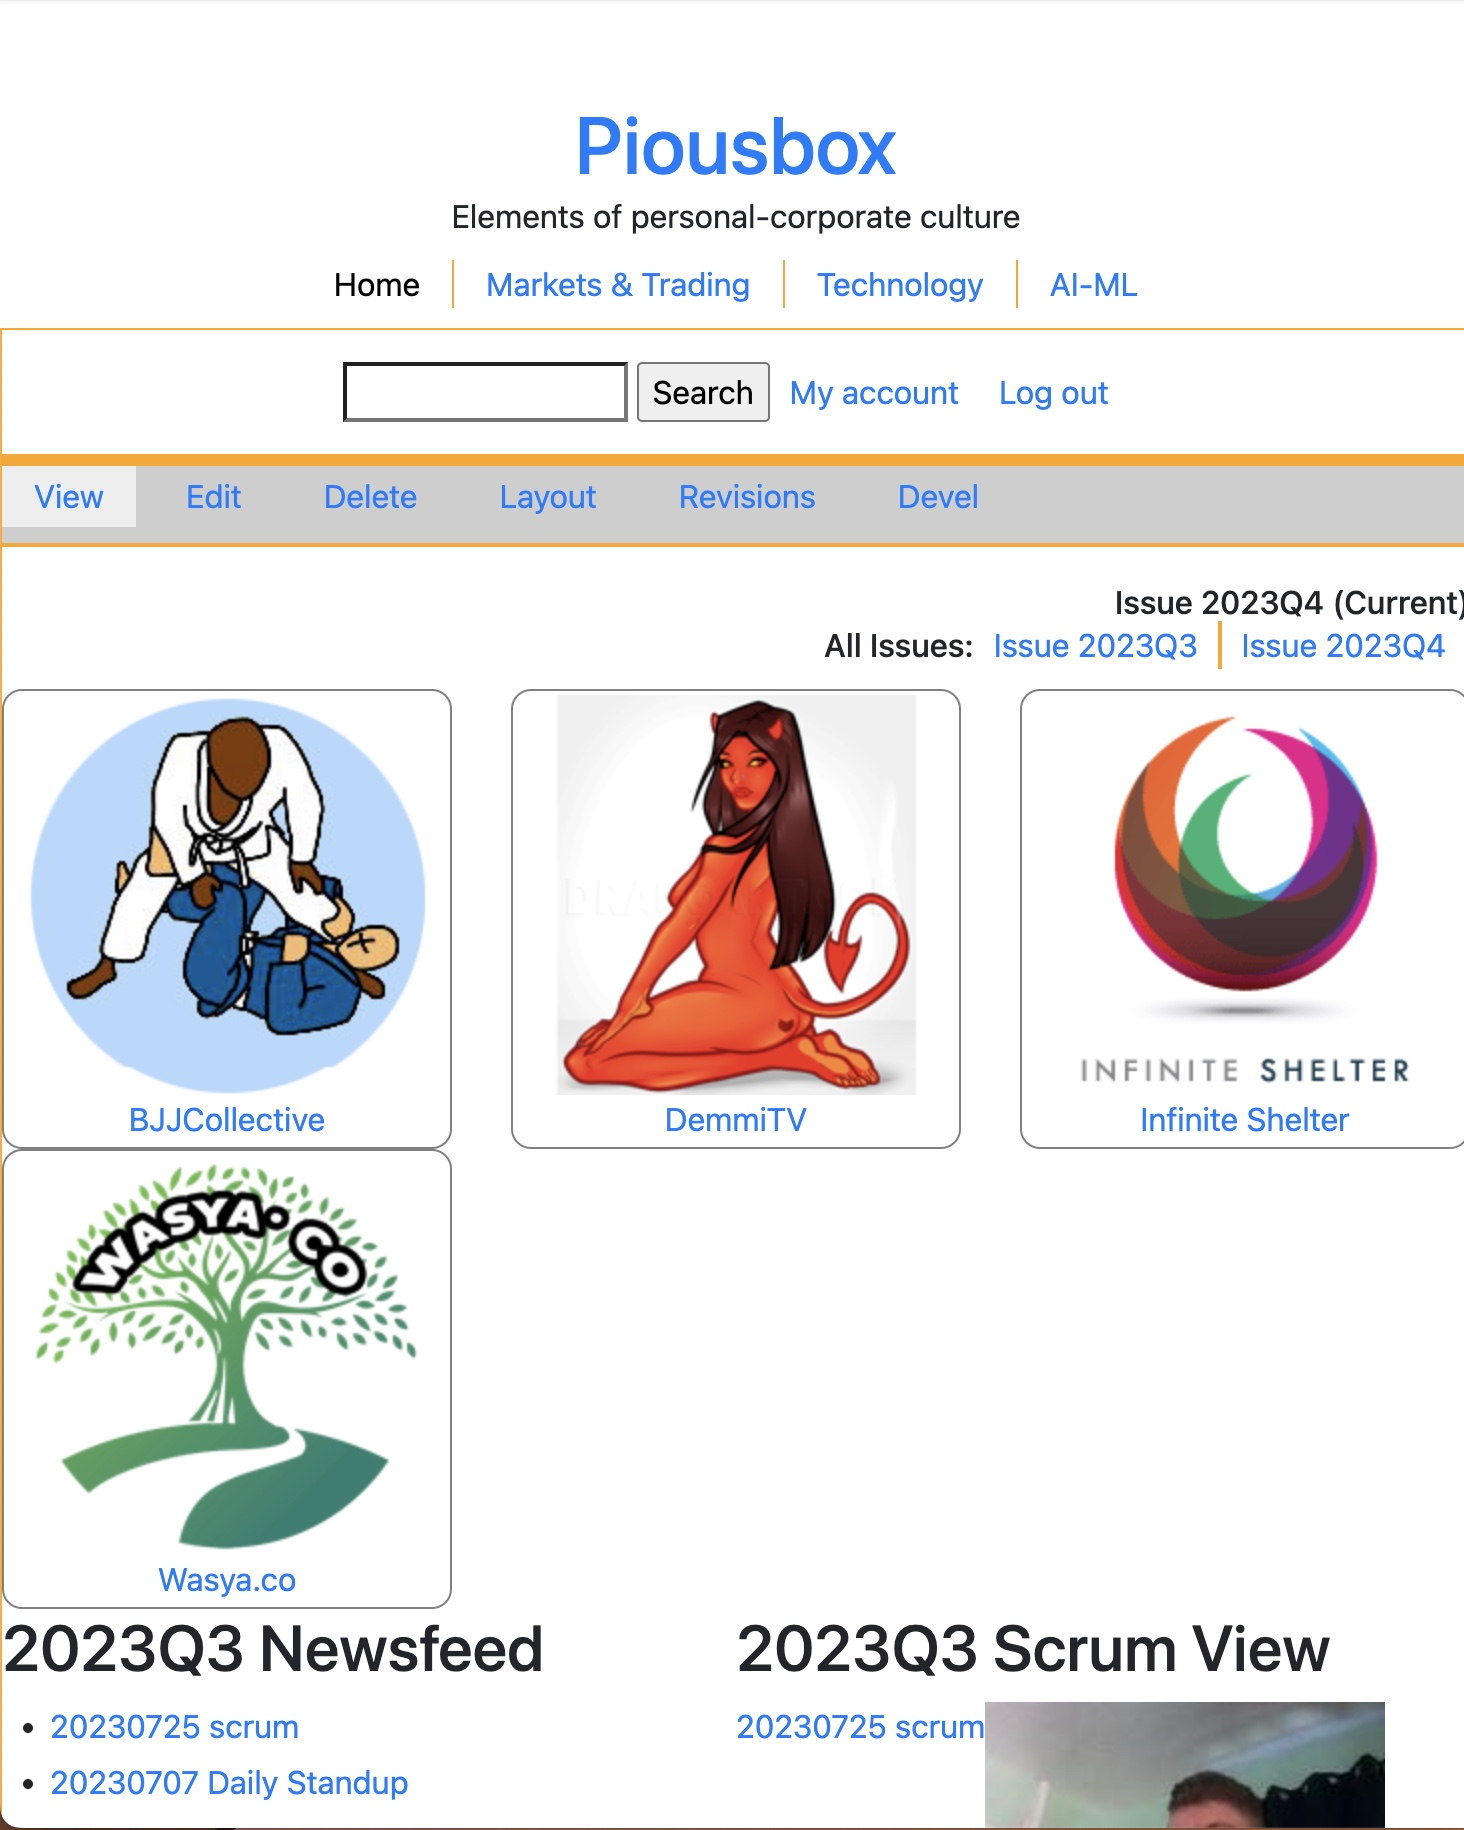 Piousbox
Elements of personal-corporate culture
Home Markets & Trading Technology AI-ML
Search My account Log out
View Edit Delete Layout Revisions Devel
Issue 2023Q4 (Current)
All Issues: Issue 2023Q3 Issue 2023Q4
INFINITE SHELTER
BJJCollective DemmiTV Infinite Shelter
WASYA•CO
Wasya.co
2023Q3 Newsfeed
20230725 scrum
20230707 Daily Standup
2023Q3 Scrum View
20230725 scrum